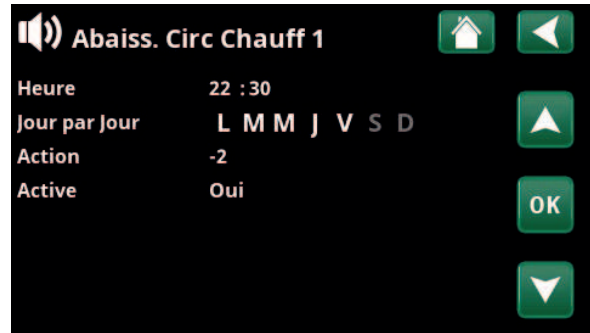 Abaiss. Circ Chauff 1
Heure 22 :30
Jour par Jour L M M J V S D
Action -2
Active Oui
OK